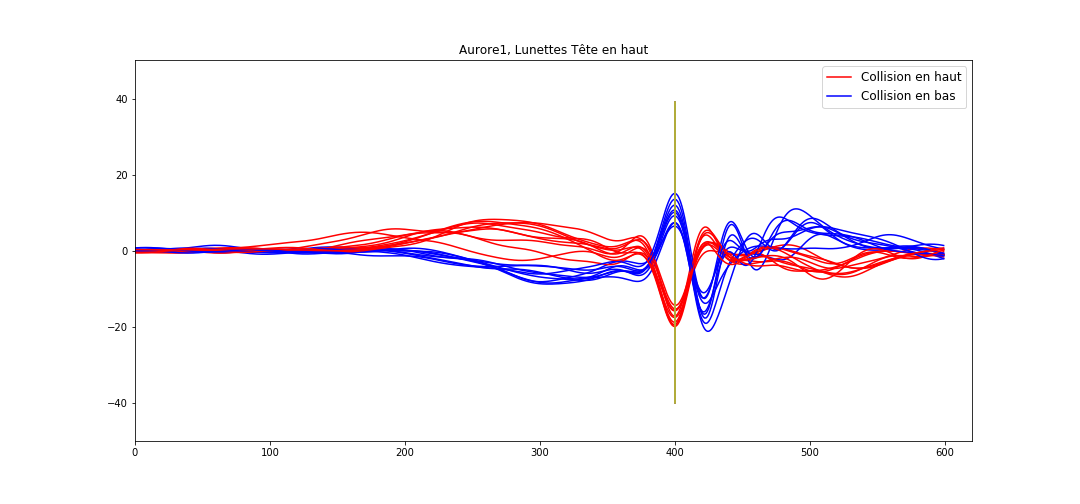 Aurore1, Lunettes Tête en haut
Collision en haut
Collision en bas
40
20
0
−20
−40
0 100 200 300 400 500 600